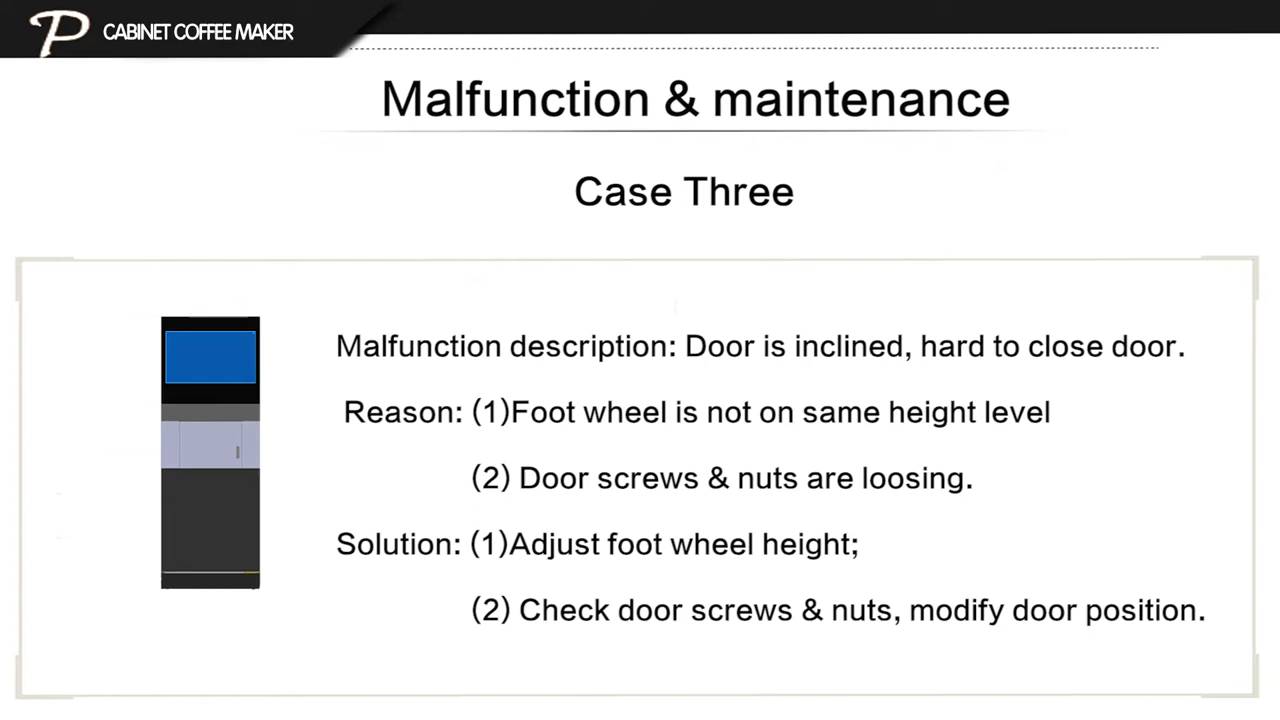 P CABINET COFFEE MAKER
Malfunction & maintenance
Case Three
Malfunction description: Door is inclined, hard to close door.
Reason: (1)Foot wheel is not on same height level
(2) Door screws & nuts are loosing.
Solution: (1)Adjust foot wheel height;
(2) Check door screws & nuts, modify door position.